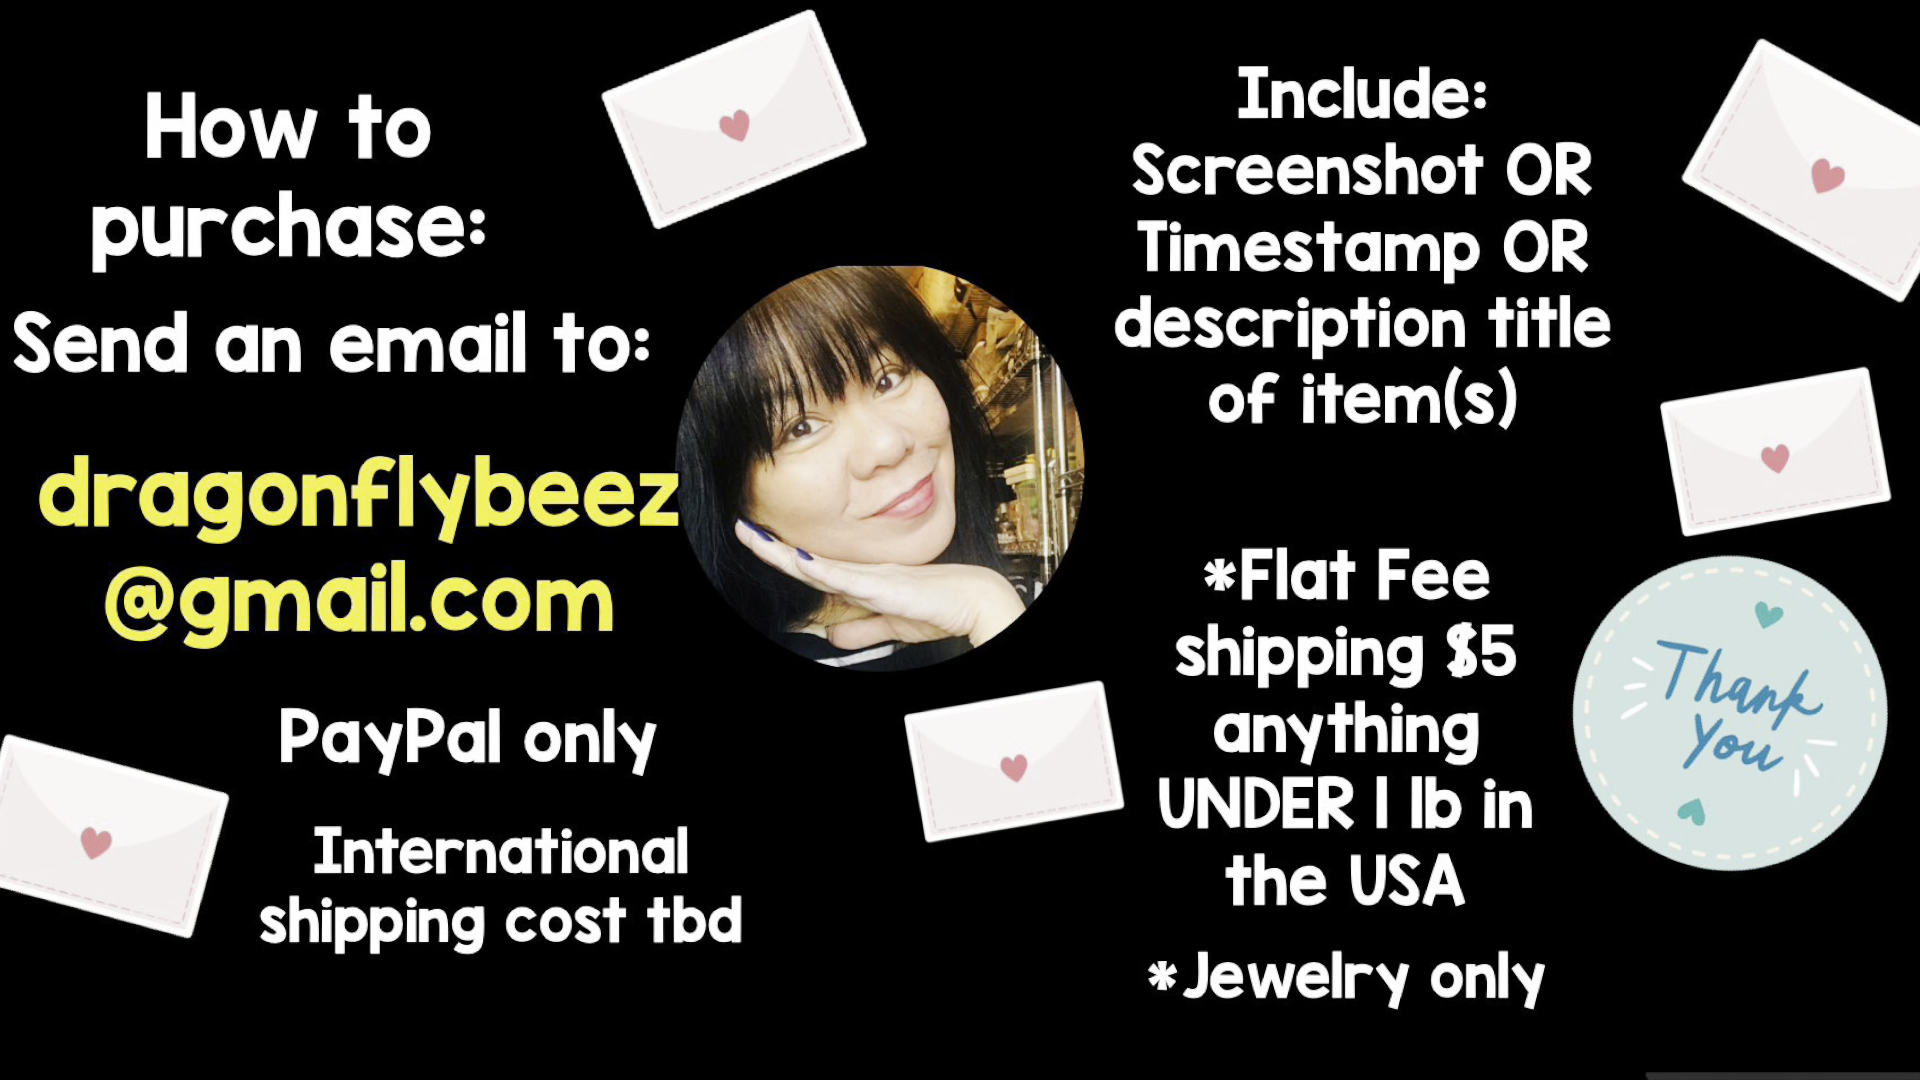 How to
purchase:
Send an email to:
dragonflybeez
@gmail.com
PayPal only
International
shipping cost tbd
Include:
Screenshot OR
Timestamp OR
description title
of item(s)
*Flat Fee
shipping $5
anything
UNDER 1 lb in
the USA
*Jewelry only
Thank
You